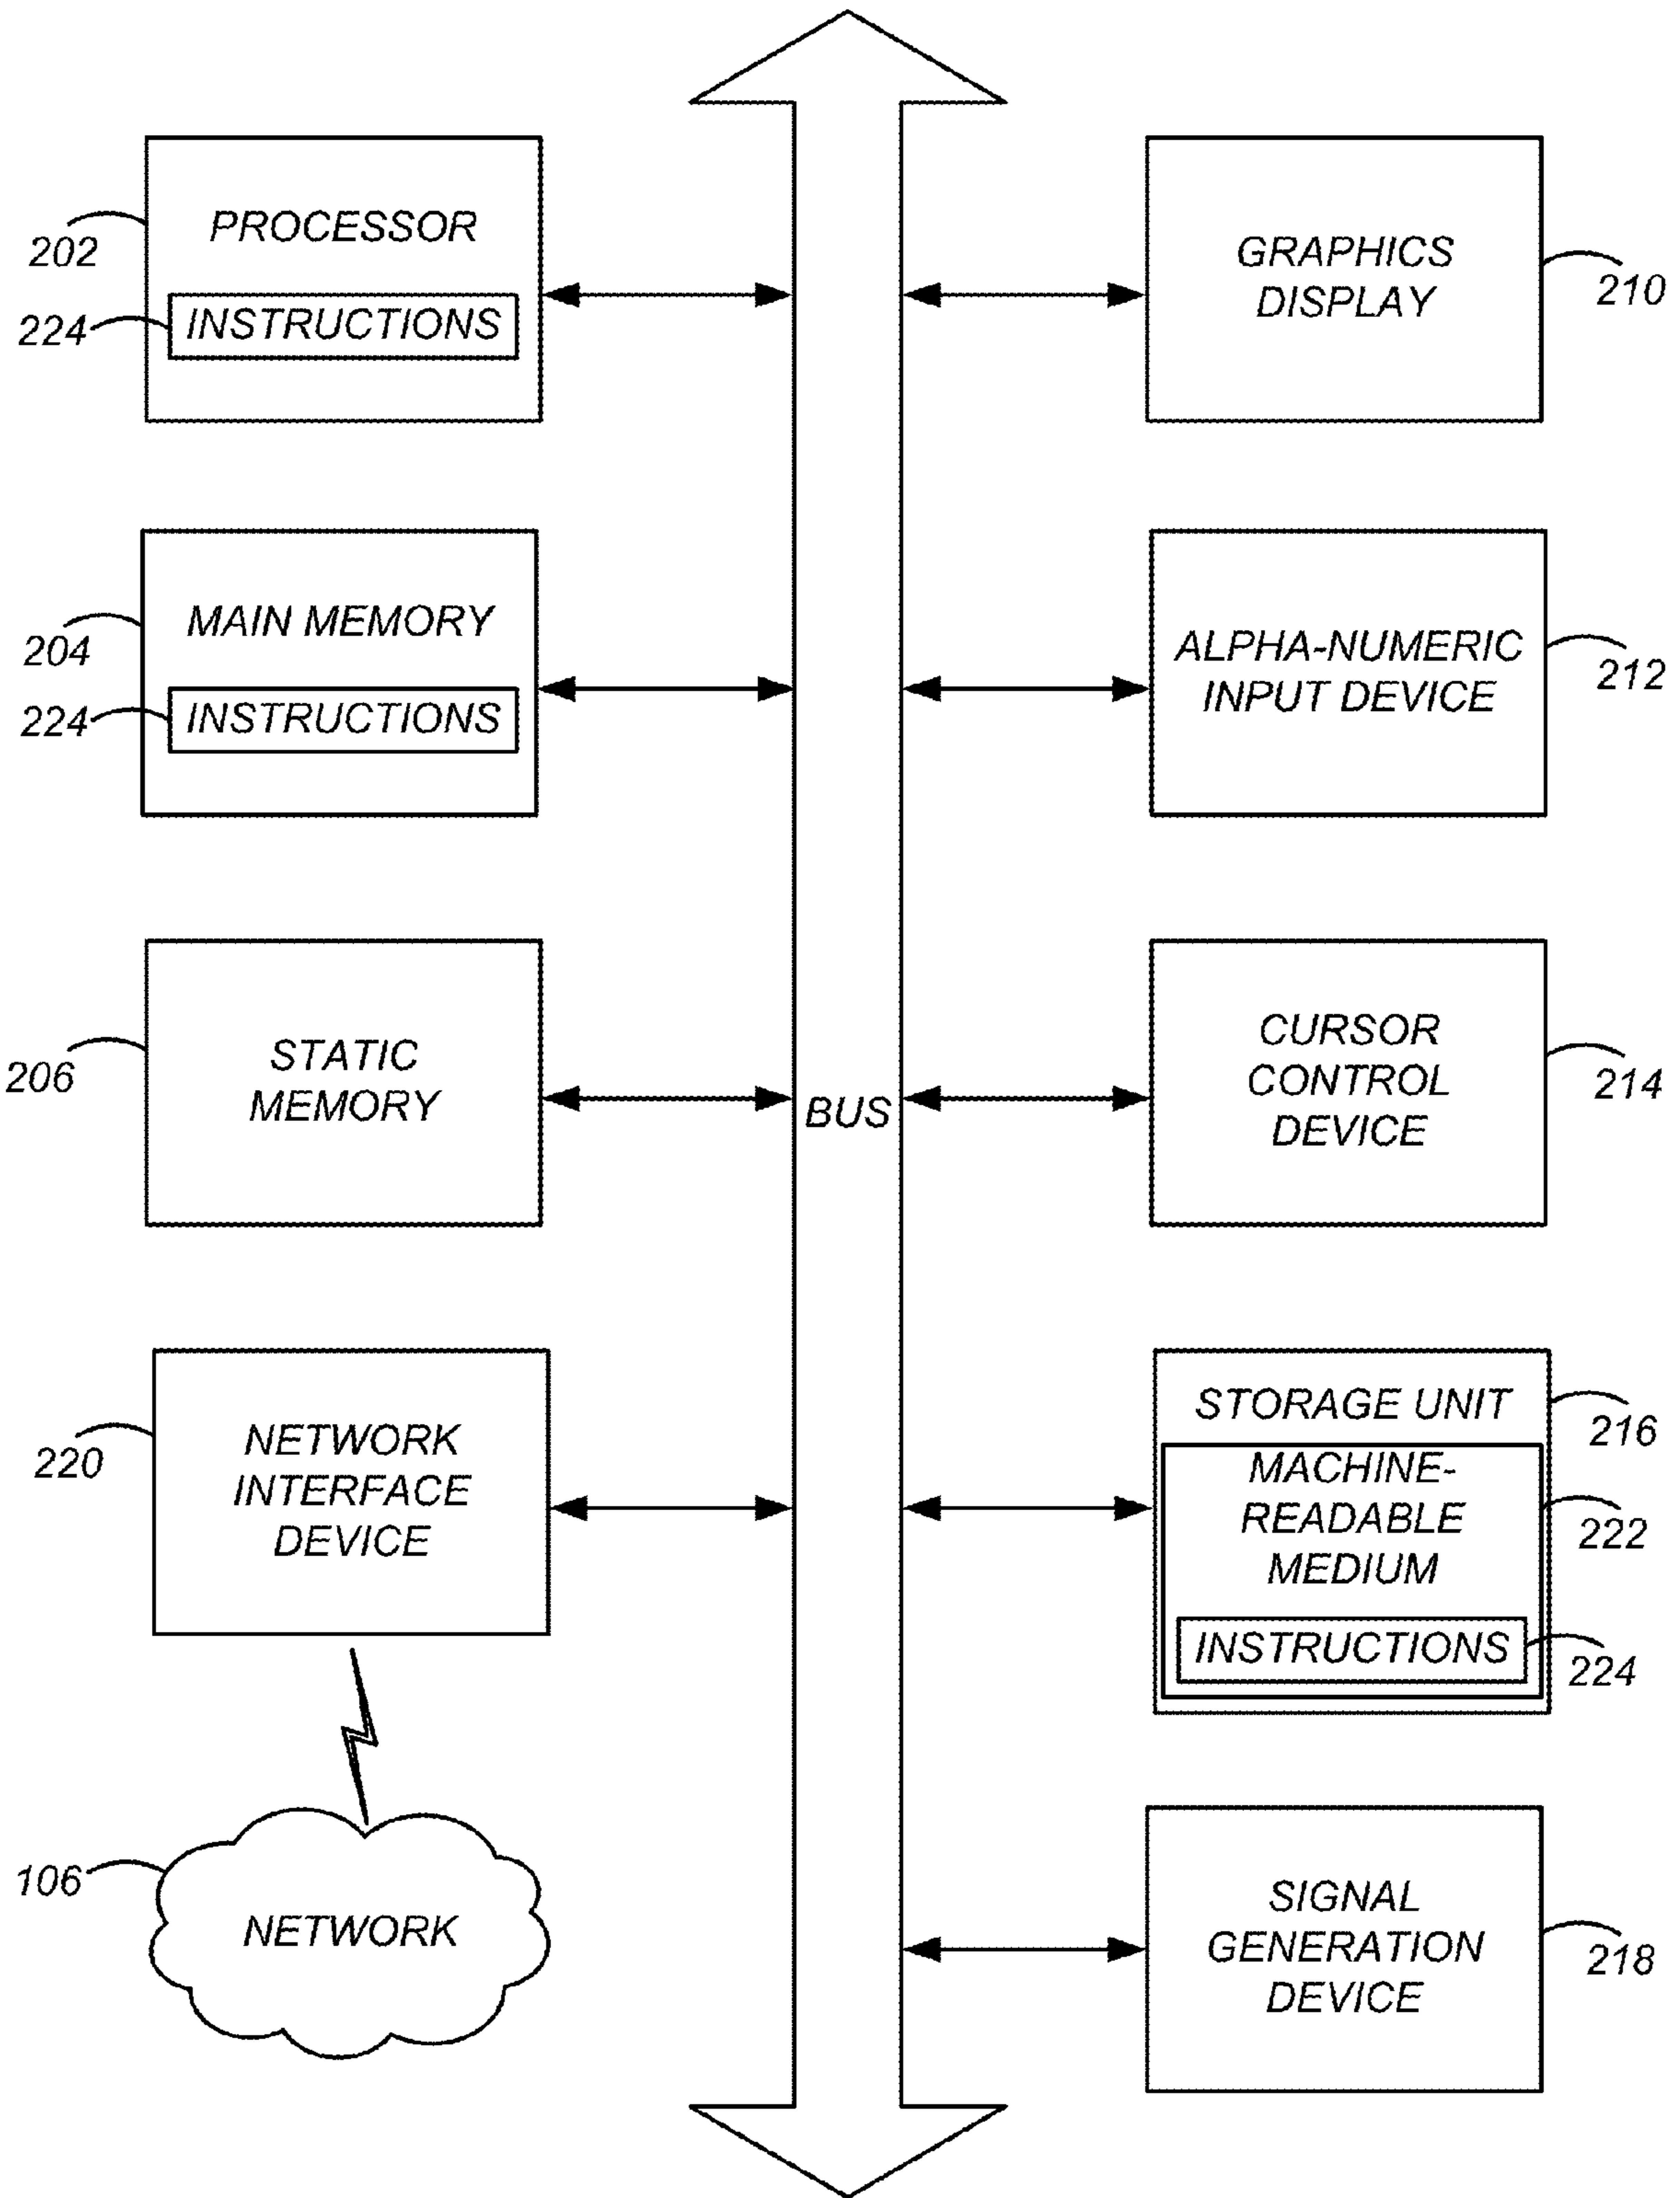 PROCESSOR
202
INSTRUCTIONS
224
MAIN MEMORY
204
INSTRUCTIONS
224
STATIC
MEMORY
206
NETWORK
INTERFACE
DEVICE
220
NETWORK
106
BUS
GRAPHICS
DISPLAY
210
ALPHA-NUMERIC
INPUT DEVICE
212
CURSOR
CONTROL
DEVICE
214
STORAGE UNIT
216
MACHINE-
READABLE
MEDIUM
222
INSTRUCTIONS
224
SIGNAL
GENERATION
DEVICE
218